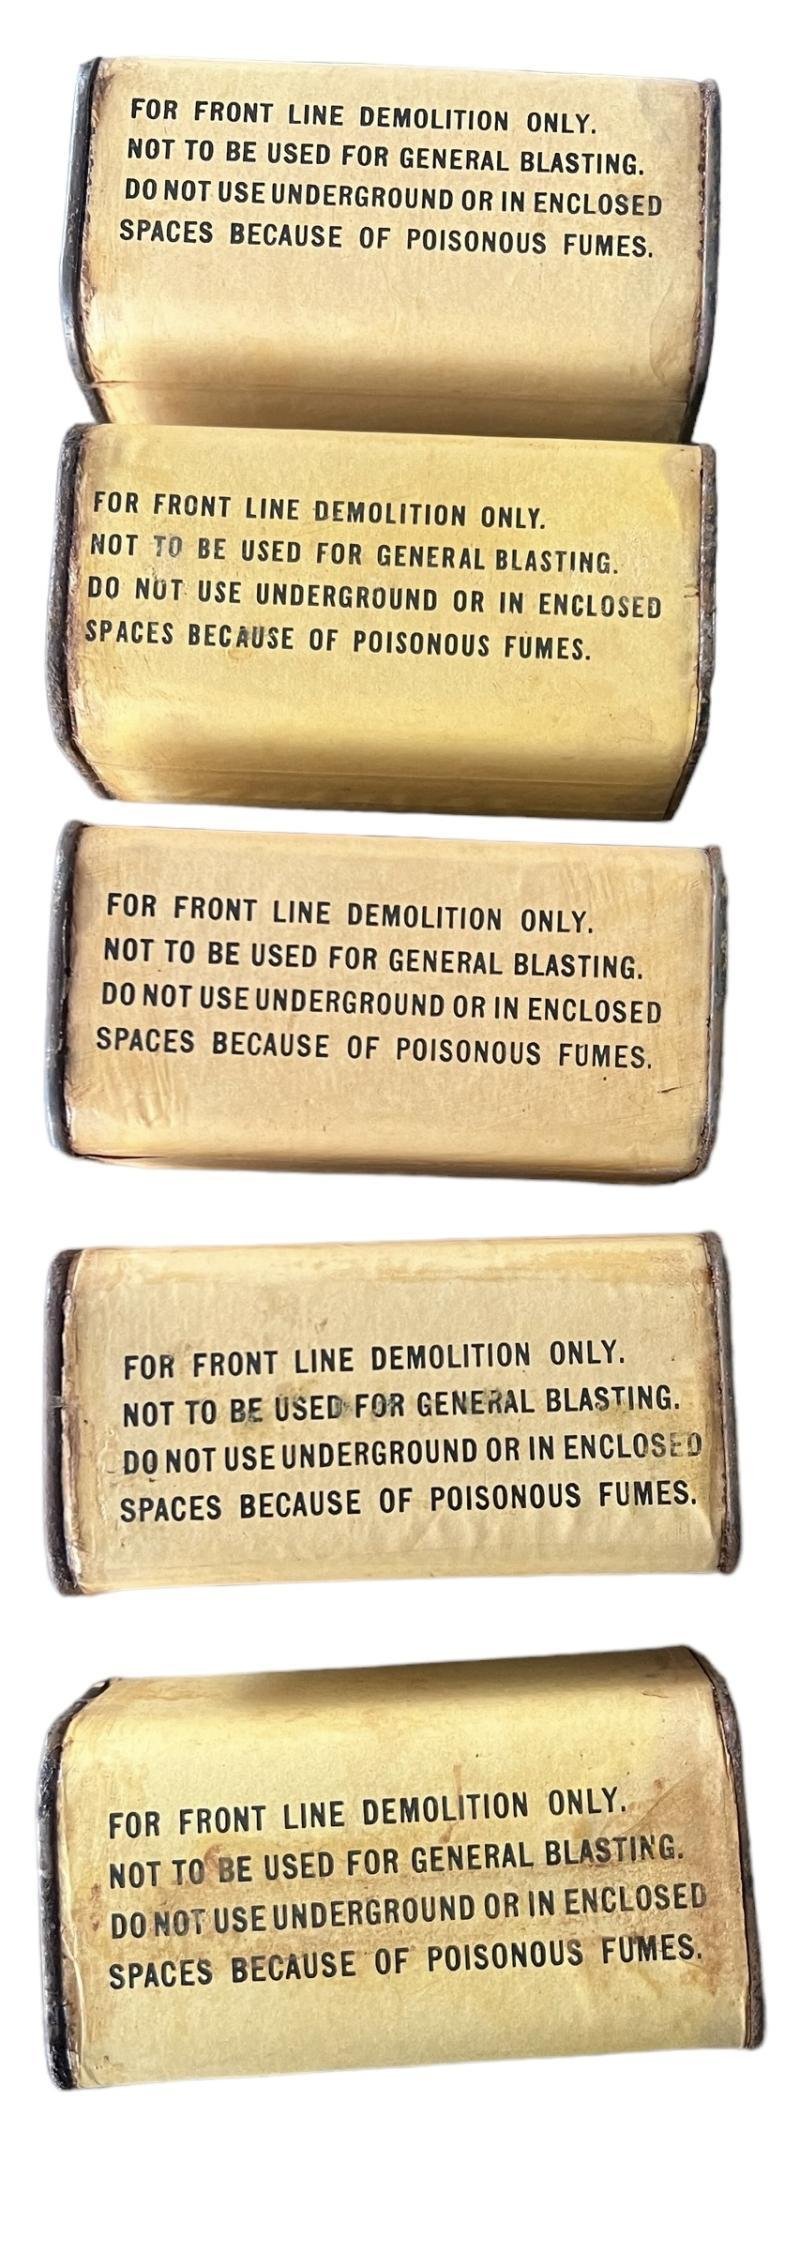 FOR FRONT LINE DEMOLITION ONLY.
NOT TO BE USED FOR GENERAL BLASTING.
DO NOT USE UNDERGROUND OR IN ENCLOSED
SPACES BECAUSE OF POISONOUS FUMES.
FOR FRONT LINE DEMOLITION ONLY.
NOT TO BE USED FOR GENERAL BLASTING.
DO NOT USE UNDERGROUND OR IN ENCLOSED
SPACES BECAUSE OF POISONOUS FUMES.
FOR FRONT LINE DEMOLITION ONLY.
NOT TO BE USED FOR GENERAL BLASTING.
DO NOT USE UNDERGROUND OR IN ENCLOSED
SPACES BECAUSE OF POISONOUS FUMES.
FOR FRONT LINE DEMOLITION ONLY.
NOT TO BE USED FOR GENERAL BLASTING.
DO NOT USE UNDERGROUND OR IN ENCLOSED
SPACES BECAUSE OF POISONOUS FUMES.
FOR FRONT LINE DEMOLITION ONLY.
NOT TO BE USED FOR GENERAL BLASTING.
DO NOT USE UNDERGROUND OR IN ENCLOSED
SPACES BECAUSE OF POISONOUS FUMES.